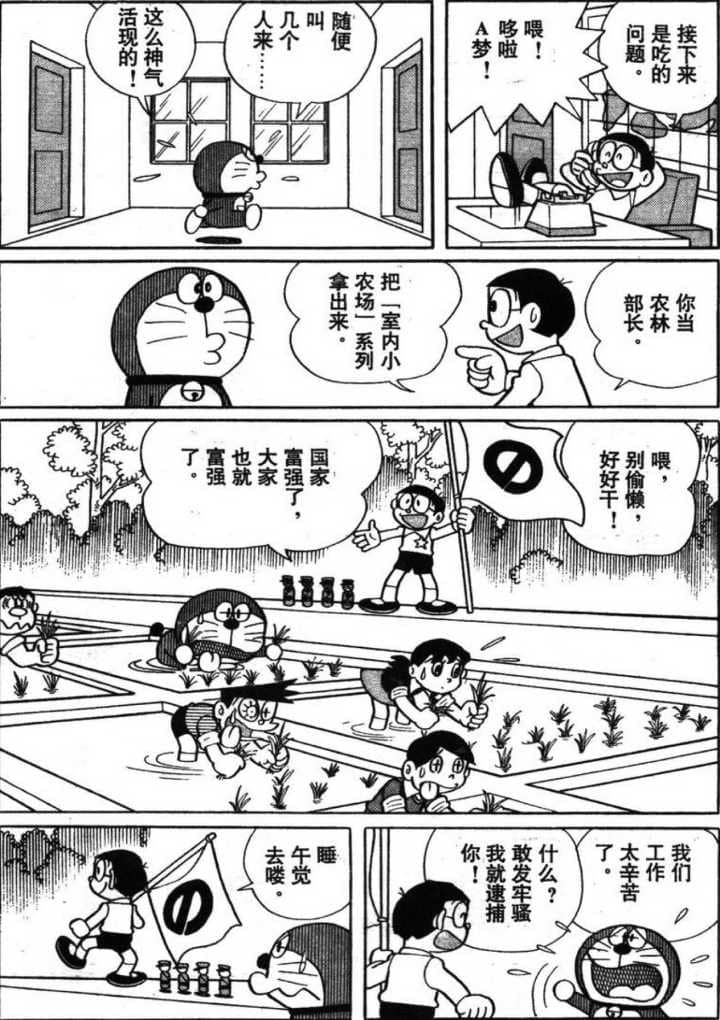 接下来
是吃的
问题。
喂！
哆啦
A梦！
随便
叫
几个
人来……
这么神气
活现的！
你当
农林
部长。
把「室内小
农场」系列
拿出来。
喂，
别偷懒，
好好干！
国家
富强了，
大家
也就
富强
了。
我们
工作
太辛苦
了。
什么？
敢发牢骚
我就逮捕
你！
睡
午觉
去喽。